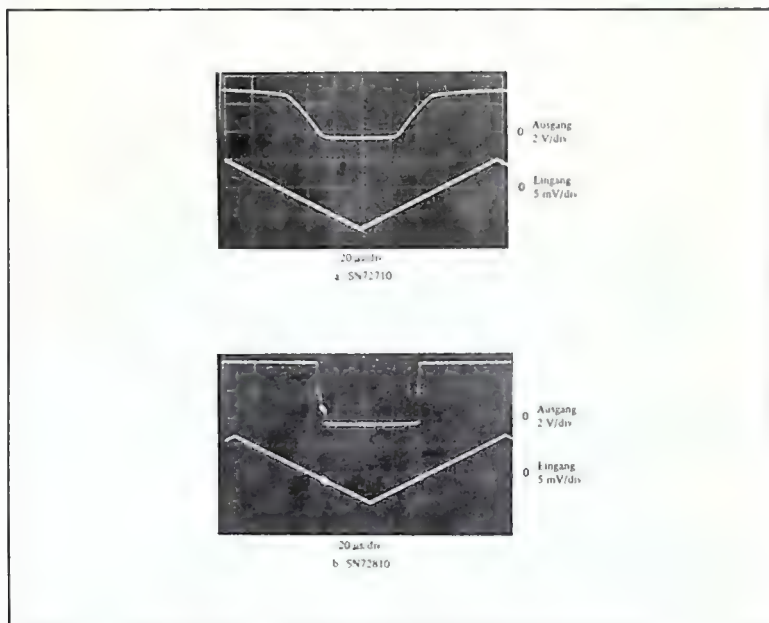 0 Ausgang
2 V/div
0 Eingang
5 mV/div
20 µs/div
a SN72710
0 Ausgang
2 V/div
0 Eingang
5 mV/div
20 µs/div
b SN72810